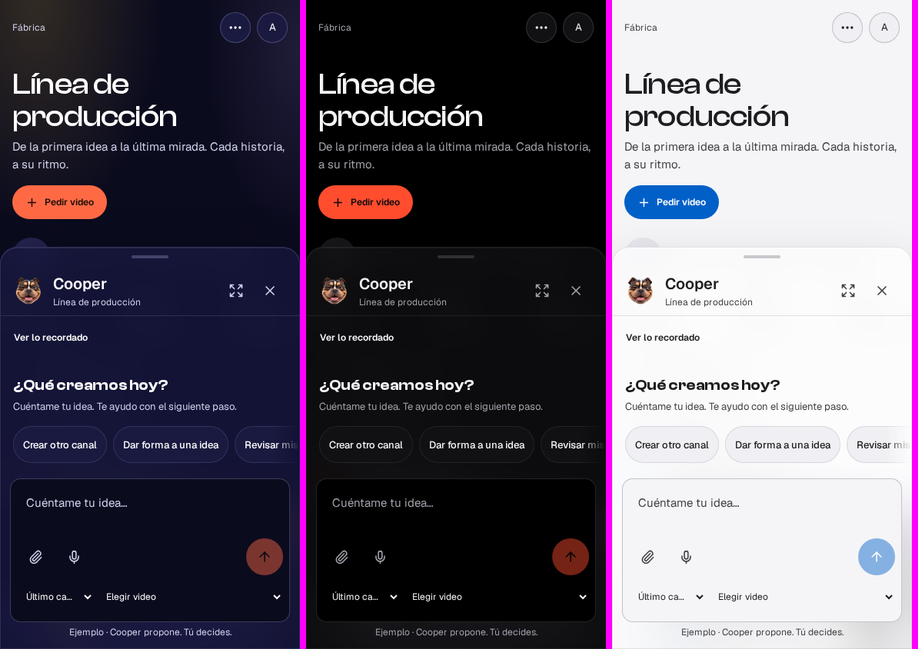 Fábrica
A
Línea de
producción
De la primera idea a la última mirada. Cada historia,
a su ritmo.
Pedir video
Cooper
Línea de producción
Ver lo recordado
¿Qué creamos hoy?
Cuéntame tu idea. Te ayudo con el siguiente paso.
Crear otro canal Dar forma a una idea Revisar mis
Cuéntame tu idea...
Último ca... Elegir video
Ejemplo · Cooper propone. Tú decides.
Fábrica
A
Línea de
producción
De la primera idea a la última mirada. Cada historia,
a su ritmo.
Pedir video
Cooper
Línea de producción
Ver lo recordado
¿Qué creamos hoy?
Cuéntame tu idea. Te ayudo con el siguiente paso.
Crear otro canal Dar forma a una idea Revisar mis
Cuéntame tu idea...
Último ca... Elegir video
Ejemplo · Cooper propone. Tú decides.
Fábrica
A
Línea de
producción
De la primera idea a la última mirada. Cada historia,
a su ritmo.
Pedir video
Cooper
Línea de producción
Ver lo recordado
¿Qué creamos hoy?
Cuéntame tu idea. Te ayudo con el siguiente paso.
Crear otro canal Dar forma a una idea Revisar mis
Cuéntame tu idea...
Último ca... Elegir video
Ejemplo · Cooper propone. Tú decides.